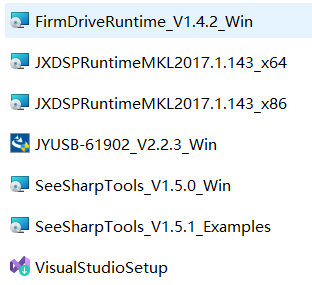 FirmDriveRuntime_V1.4.2_Win
JXDSPRuntimeMKL2017.1.143_x64
JXDSPRuntimeMKL2017.1.143_x86
JYUSB-61902_V2.2.3_Win
SeeSharpTools_V1.5.0_Win
SeeSharpTools_V1.5.1_Examples
VisualStudioSetup